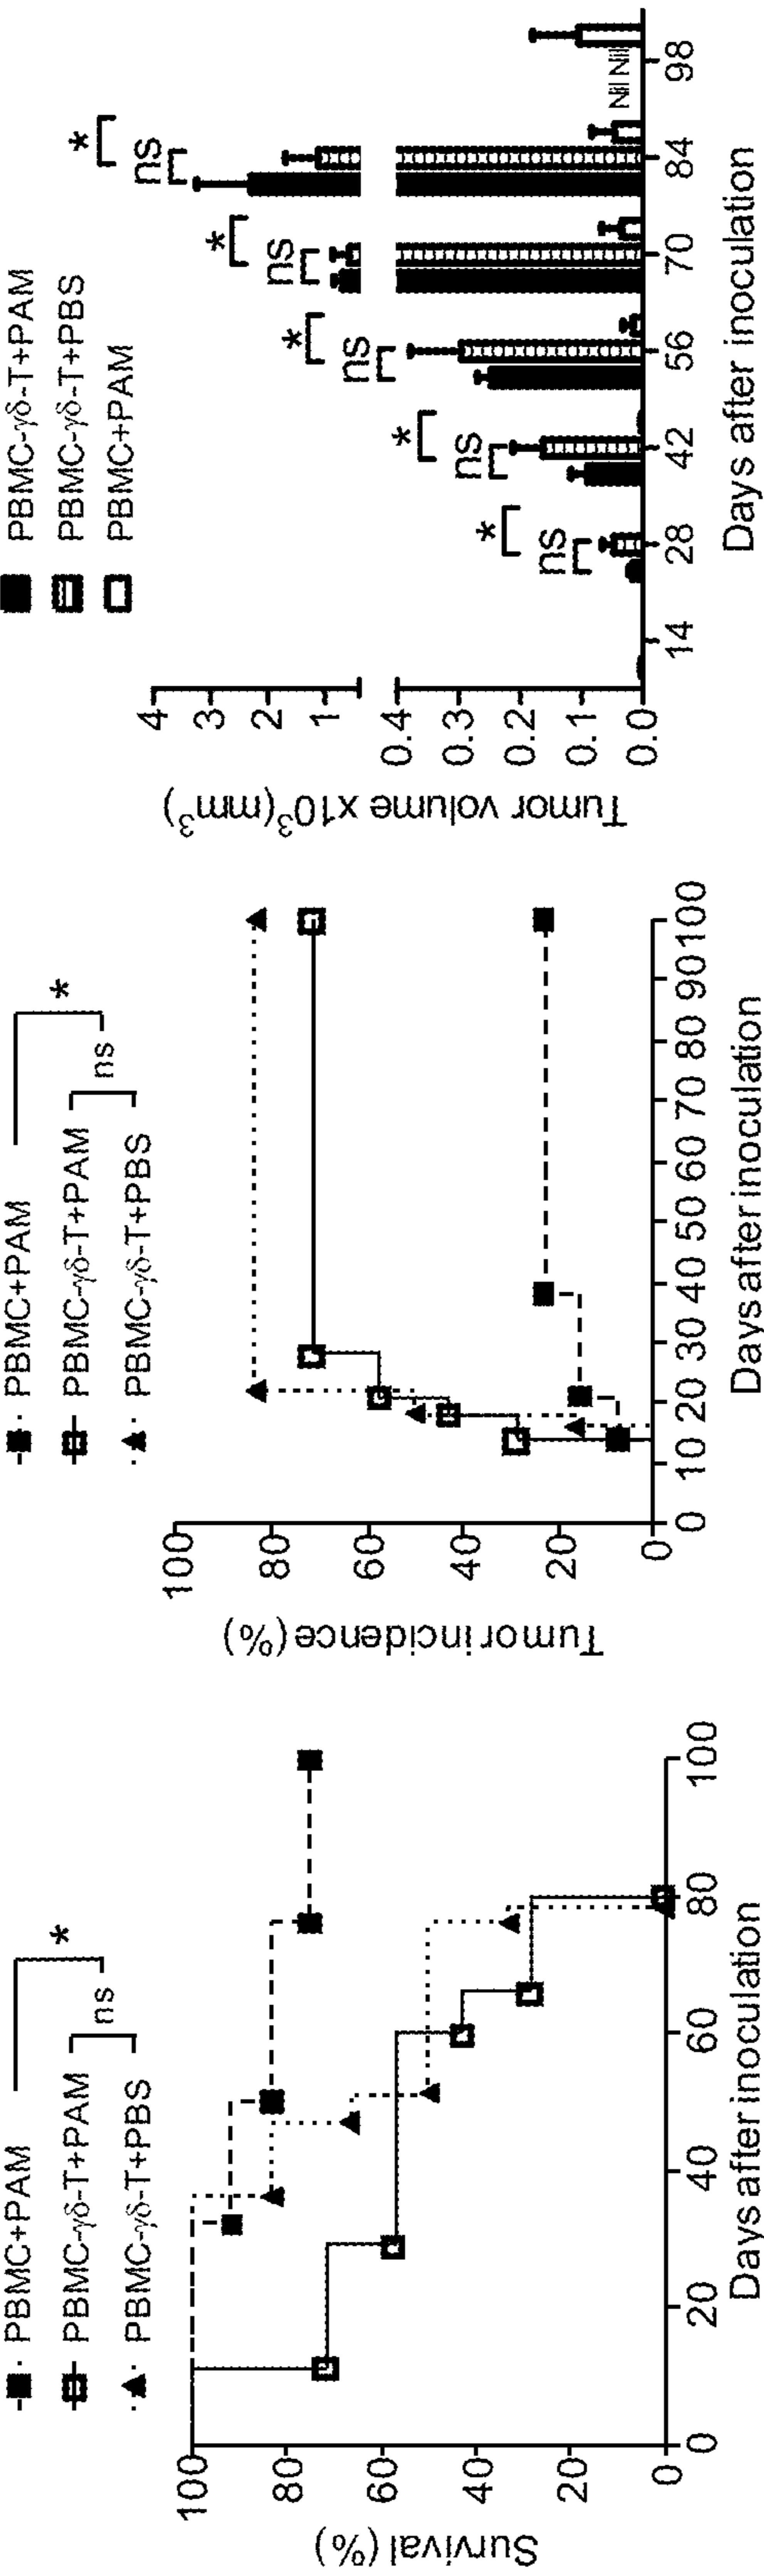 PBMC+PAM
PBMC-γδ-T+PAM
PBMC-γδ-T+PBS
*
ns
Survival (%)
100
80
60
40
20
0
0 20 40 60 80 100
Days after inoculation
PBMC+PAM
PBMC-γδ-T+PAM
PBMC-γδ-T+PBS
*
ns
Tumor incidence (%)
100
80
60
40
20
0
0 10 20 30 40 50 60 70 80 90 100
Days after inoculation
PBMC-γδ-T+PAM
PBMC-γδ-T+PBS
PBMC+PAM
Tumor volume x10³(mm³)
4
3
2
1
0.4
0.3
0.2
0.1
0.0
ns *
ns *
ns *
ns *
ns *
Nil Nil
14 28 42 56 70 84 98
Days after inoculation